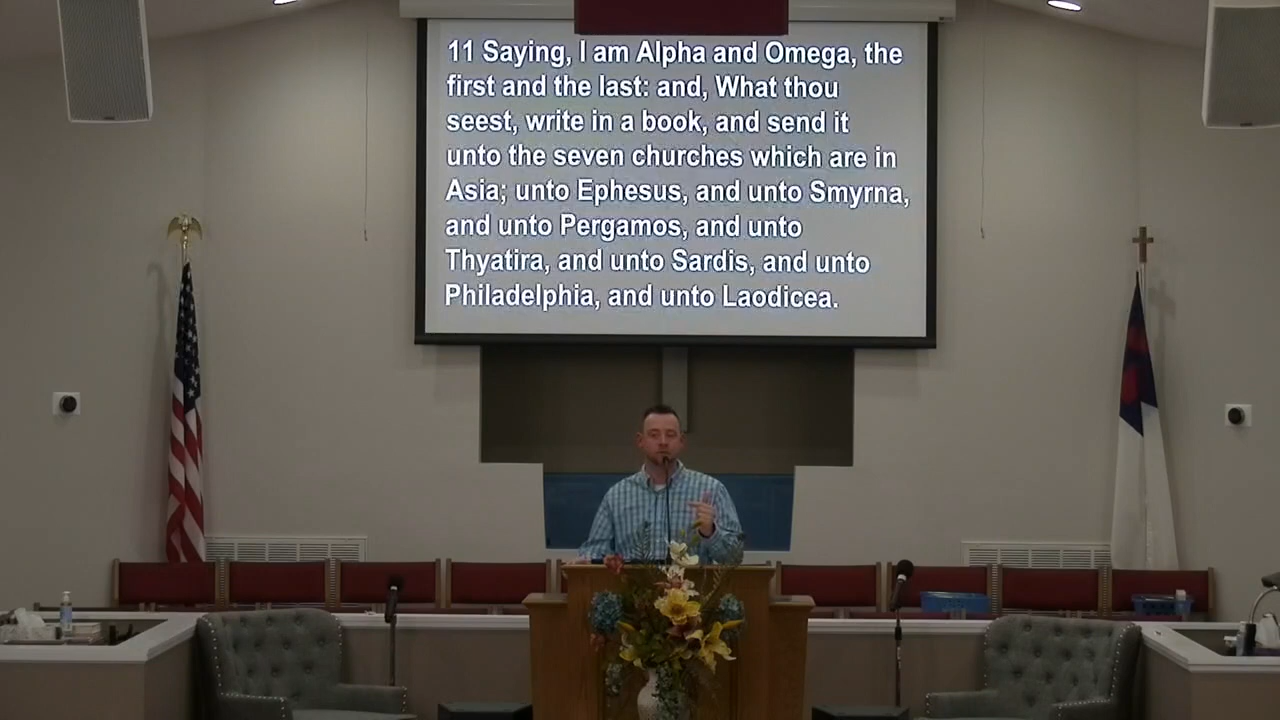 11 Saying, I am Alpha and Omega, the
first and the last: and, What thou
seest, write in a book, and send it
unto the seven churches which are in
Asia; unto Ephesus, and unto Smyrna,
and unto Pergamos, and unto
Thyatira, and unto Sardis, and unto
Philadelphia, and unto Laodicea.